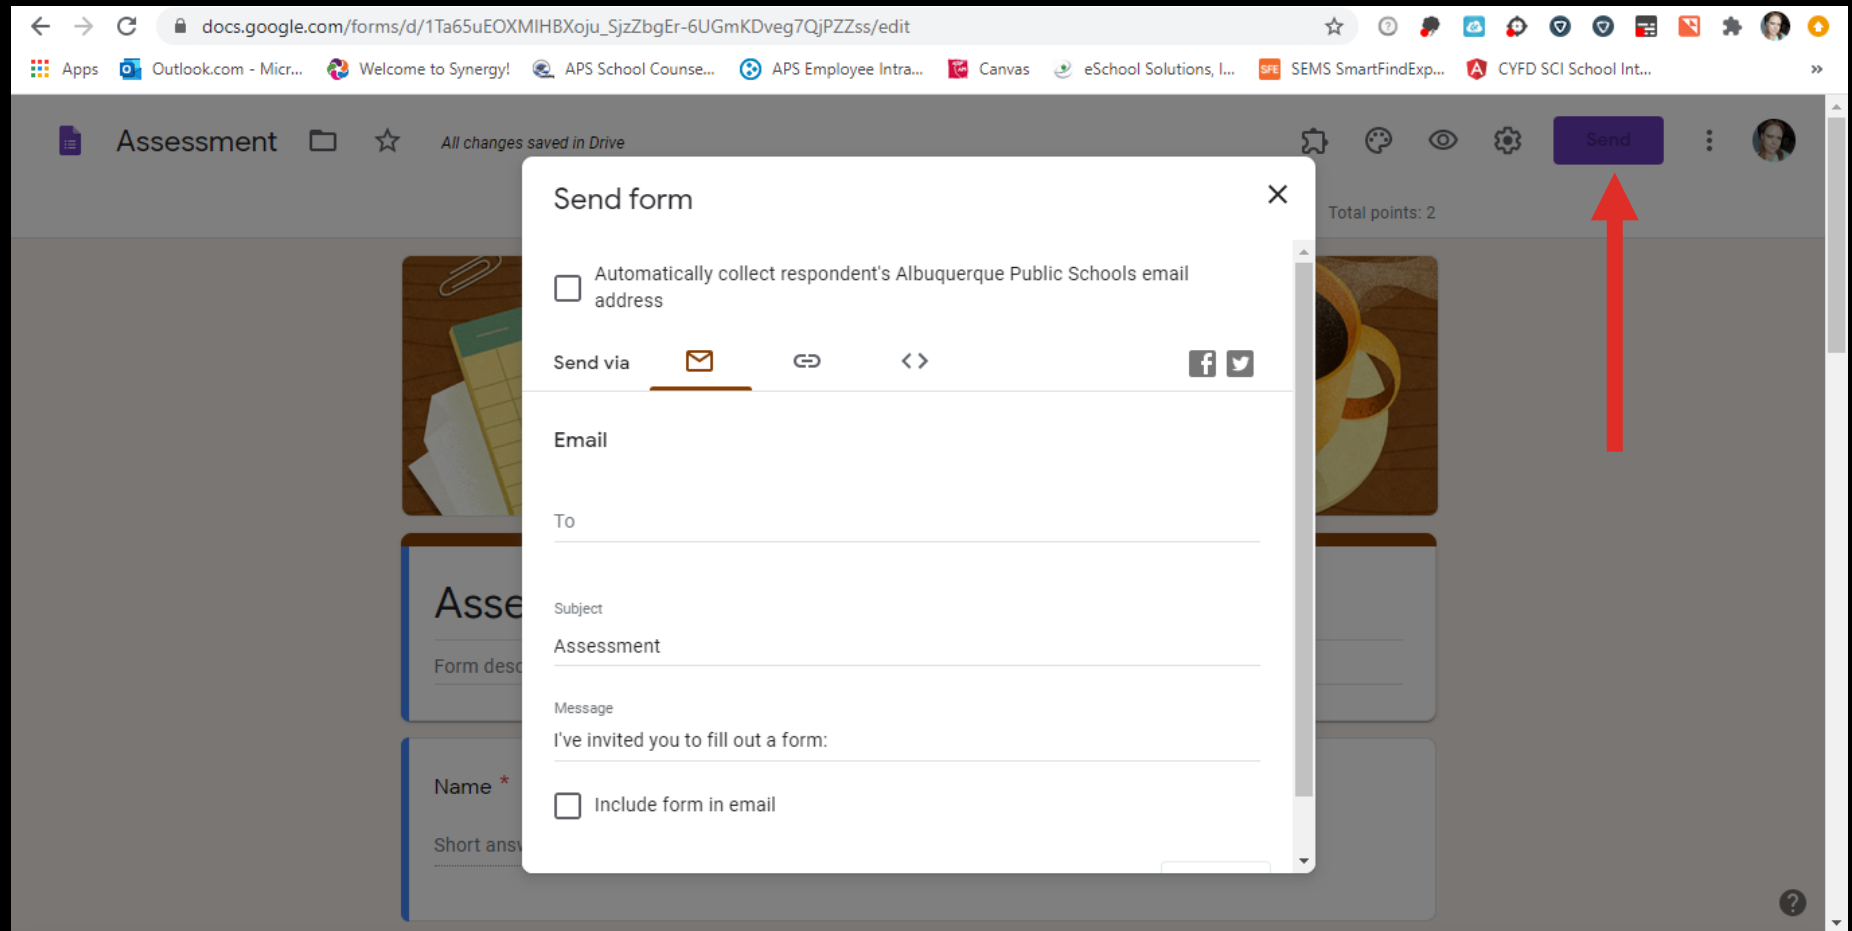 docs.google.com/forms/d/1Ta65uEOXMIHBXoju_SjzZbgEr-6UGmKDveg7QjPZZss/edit
Apps Outlook.com - Micr... Welcome to Synergy! APS School Counse... APS Employee Intra... Canvas eSchool Solutions, I... SFE SEMS SmartFindExp... CYFD SCI School Int... »
Assessment All changes saved in Drive Send
Send form
Total points: 2
Automatically collect respondent's Albuquerque Public Schools email
address
Send via
Email
To
Asse
Subject
Assessment
Form desc
Message
I've invited you to fill out a form:
Name *
Include form in email
Short ans